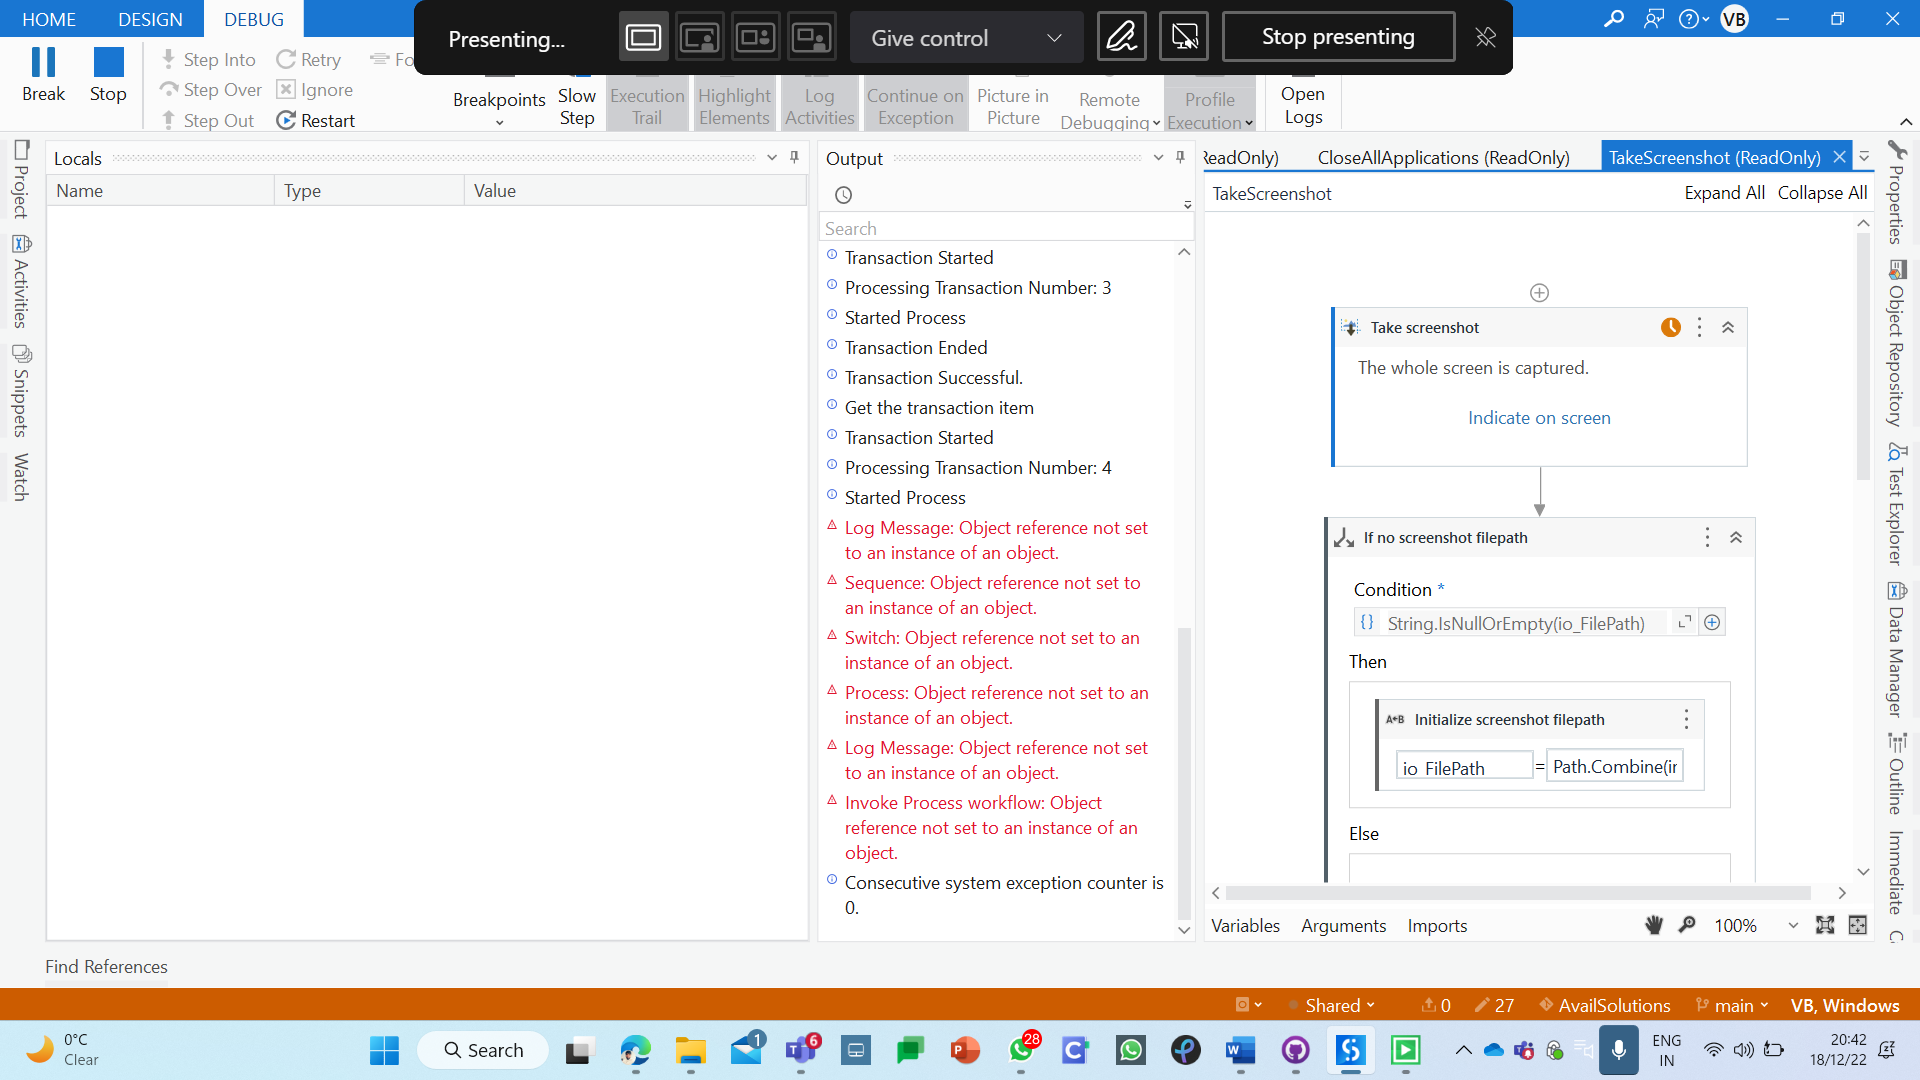 HOME
DESIGN
DEBUG
Presenting...
Give control
Stop presenting
VB
Break
Stop
Step Into
Step Over
Step Out
Retry
Ignore
Restart
Fo
Breakpoints
Slow
Step
Execution
Trail
Highlight
Elements
Log
Activities
Continue on
Exception
Picture in
Picture
Remote
Debugging
Profile
Execution
Open
Logs
Project
Activities
Snippets
Watch
Locals
Name
Type
Value
Output
Search
Transaction Started
Processing Transaction Number: 3
Started Process
Transaction Ended
Transaction Successful.
Get the transaction item
Transaction Started
Processing Transaction Number: 4
Started Process
Log Message: Object reference not set
to an instance of an object.
Sequence: Object reference not set to
an instance of an object.
Switch: Object reference not set to an
instance of an object.
Process: Object reference not set to an
instance of an object.
Log Message: Object reference not set
to an instance of an object.
Invoke Process workflow: Object
reference not set to an instance of an
object.
Consecutive system exception counter is
0.
ReadOnly)
CloseAllApplications (ReadOnly)
TakeScreenshot (ReadOnly)
TakeScreenshot
Expand All
Collapse All
Take screenshot
The whole screen is captured.
Indicate on screen
If no screenshot filepath
Condition *
String.IsNullOrEmpty(io_FilePath)
Then
A+B Initialize screenshot filepath
io_FilePath = Path.Combine(ir
Else
Variables
Arguments
Imports
100%
Properties
Object Repository
Test Explorer
Data Manager
Outline
Immediate
C
Find References
Shared
0
27
AvailSolutions
main
VB, Windows
0°C
Clear
Search
1
6
28
ENG
IN
20:42
18/12/22